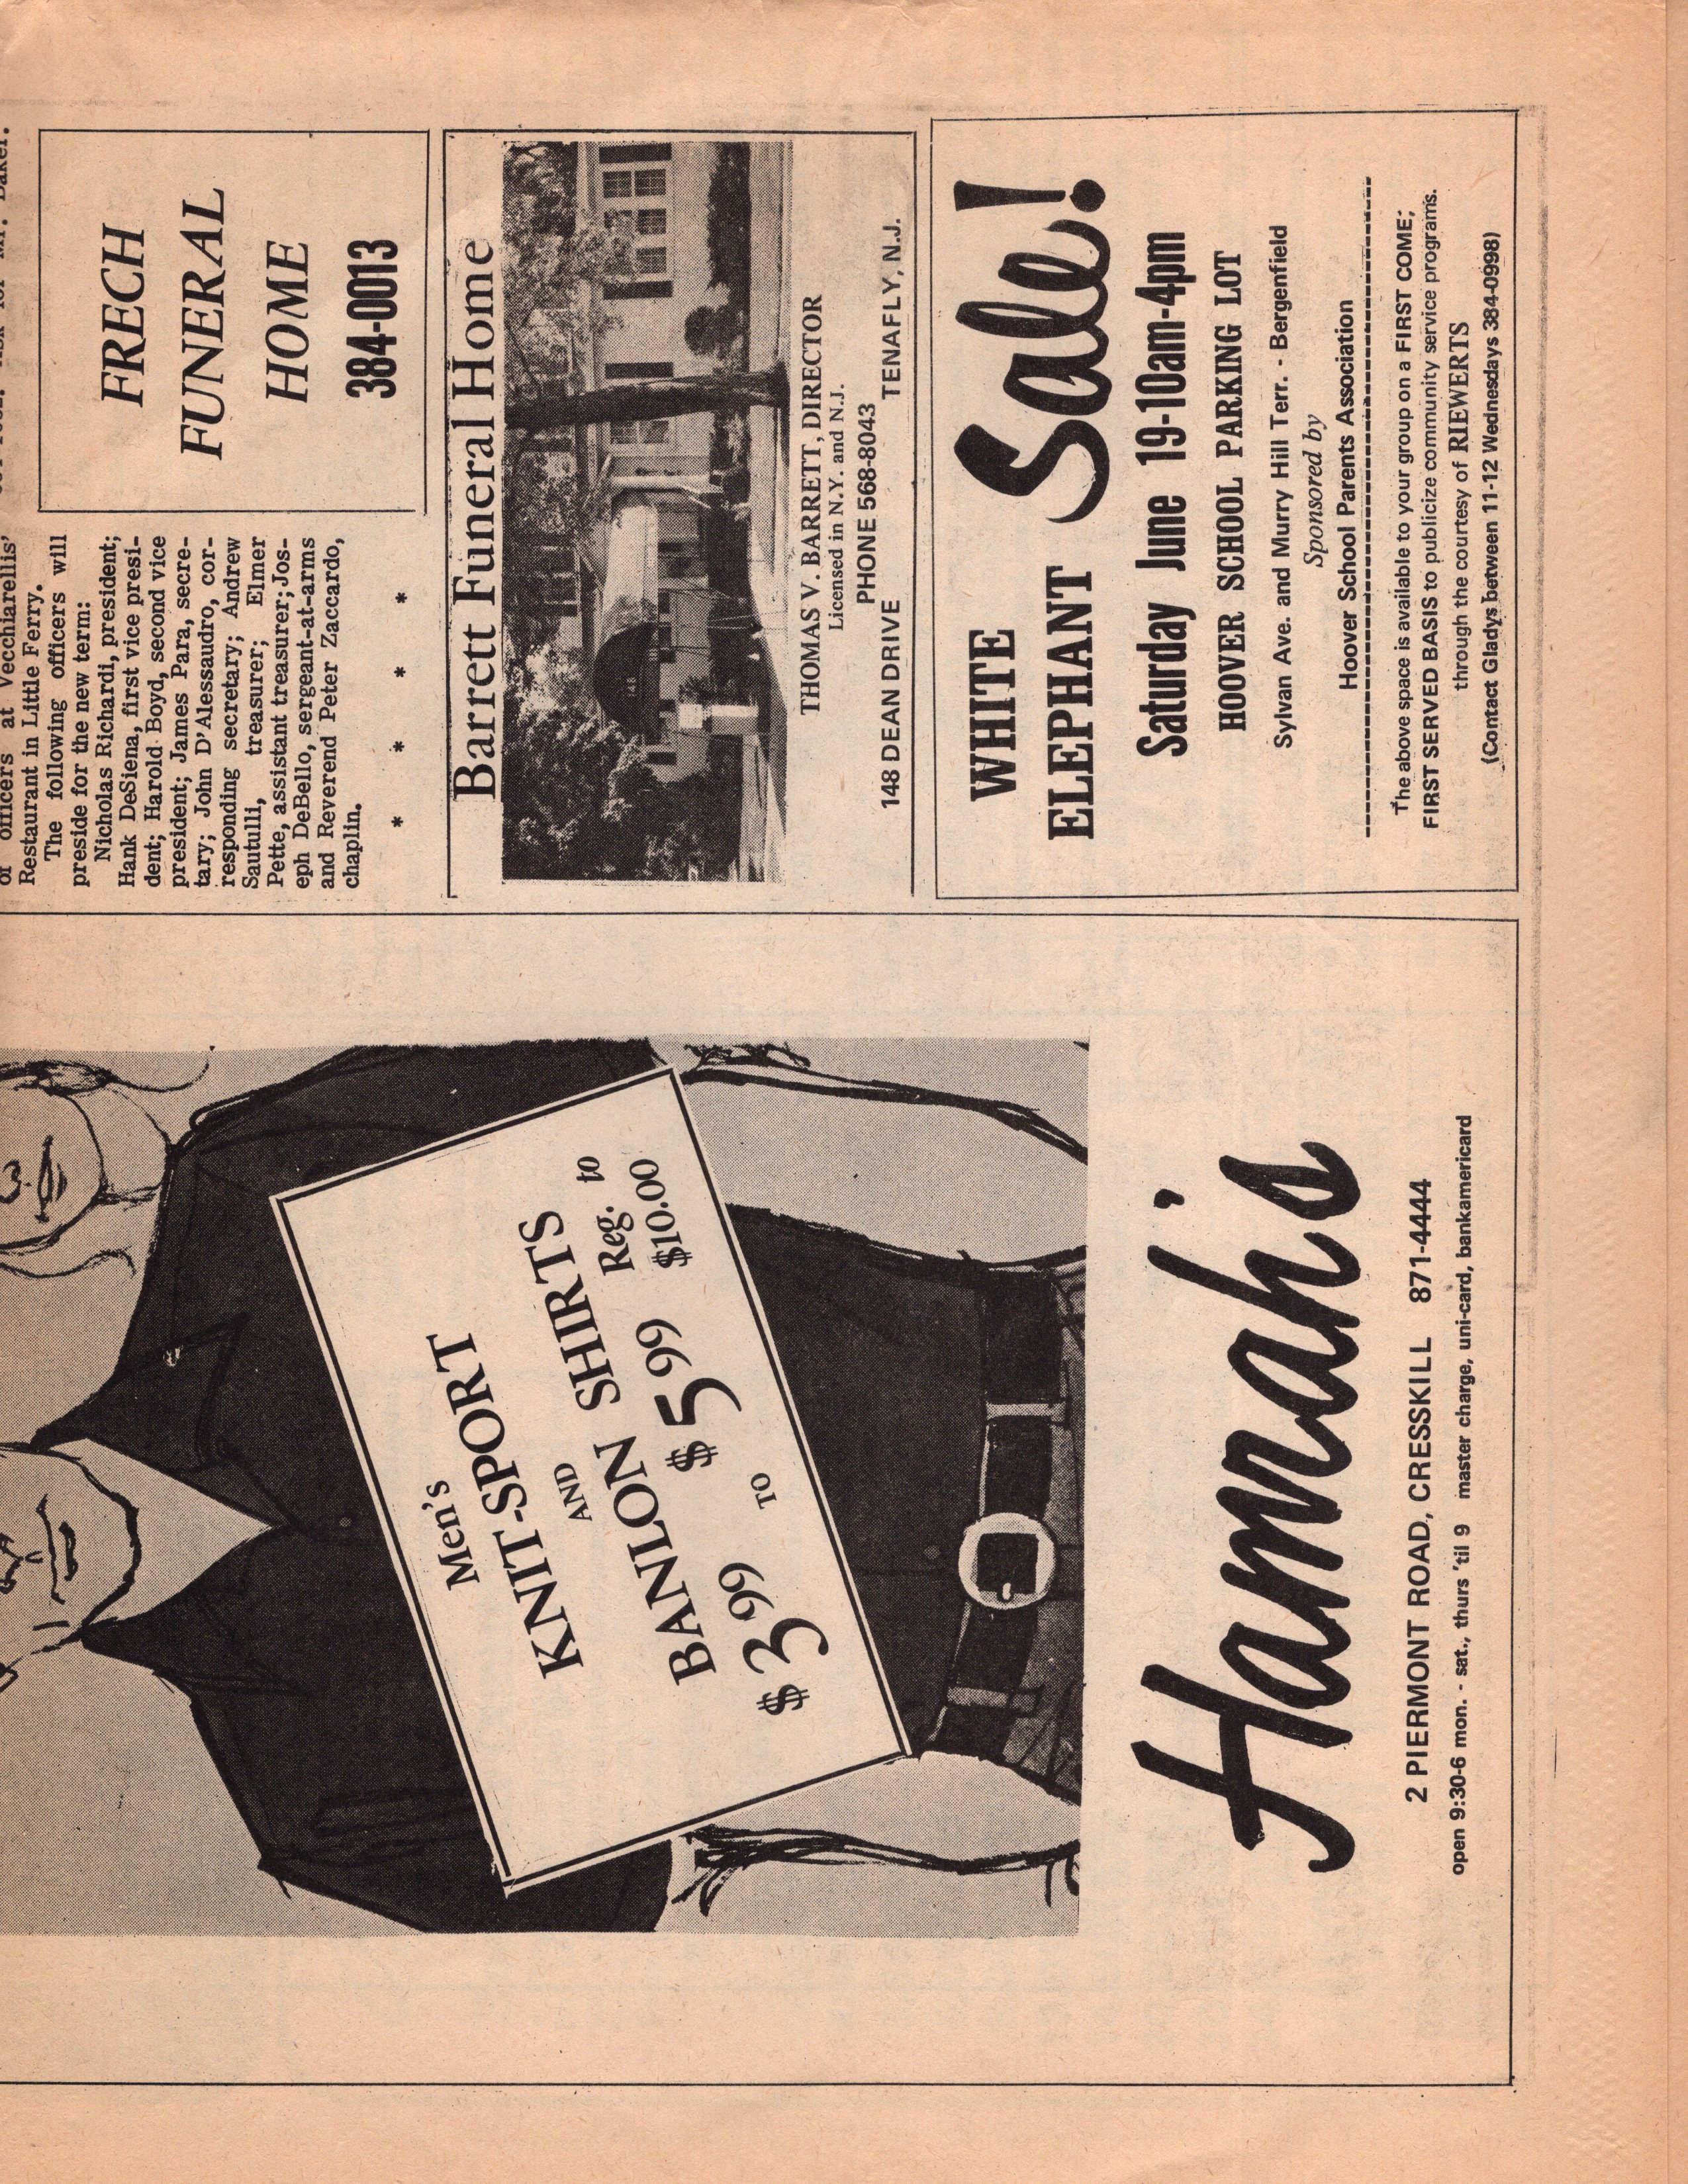 Men's
KNIT-SPORT
AND
BANLON SHIRTS
$3.99 TO $5.99 Reg. to $10.00
Hamrah's
2 PIERMONT ROAD, CRESSKILL 871-4444
open 9:30-6 mon. - sat., thurs 'til 9 master charge, uni-card, bankamericard
of officers at Vecchiarelis'
Restaurant in Little Ferry.
The following officers will
preside for the new term:
Nicholas Richardi, president;
Hank DeSiena, first vice presi-
dent; Harold Boyd, second vice
president; James Para, secre-
tary; John D'Alessaudro, cor-
responding secretary; Andrew
Sautulli, treasurer; Elmer
Pette, assistant treasurer; Jos-
eph DeBello, sergeant-at-arms
and Reverend Peter Zaccardo,
chaplin.
* * * *
FRECH
FUNERAL
HOME
384-0013
Barrett Funeral Home
148
THOMAS V. BARRETT, DIRECTOR
Licensed in N.Y. and N.J.
PHONE 568-8043
148 DEAN DRIVE TENAFLY, N.J.
WHITE
ELEPHANT Sale!
Saturday June 19-10am-4pm
HOOVER SCHOOL PARKING LOT
Sylvan Ave. and Murry Hill Terr. - Bergenfield
Sponsored by
Hoover School Parents Association
The above space is available to your group on a FIRST COME;
FIRST SERVED BASIS to publicize community service programs.
through the courtesy of RIEWERTS
(Contact Gladys between 11-12 Wednesdays 384-0998)